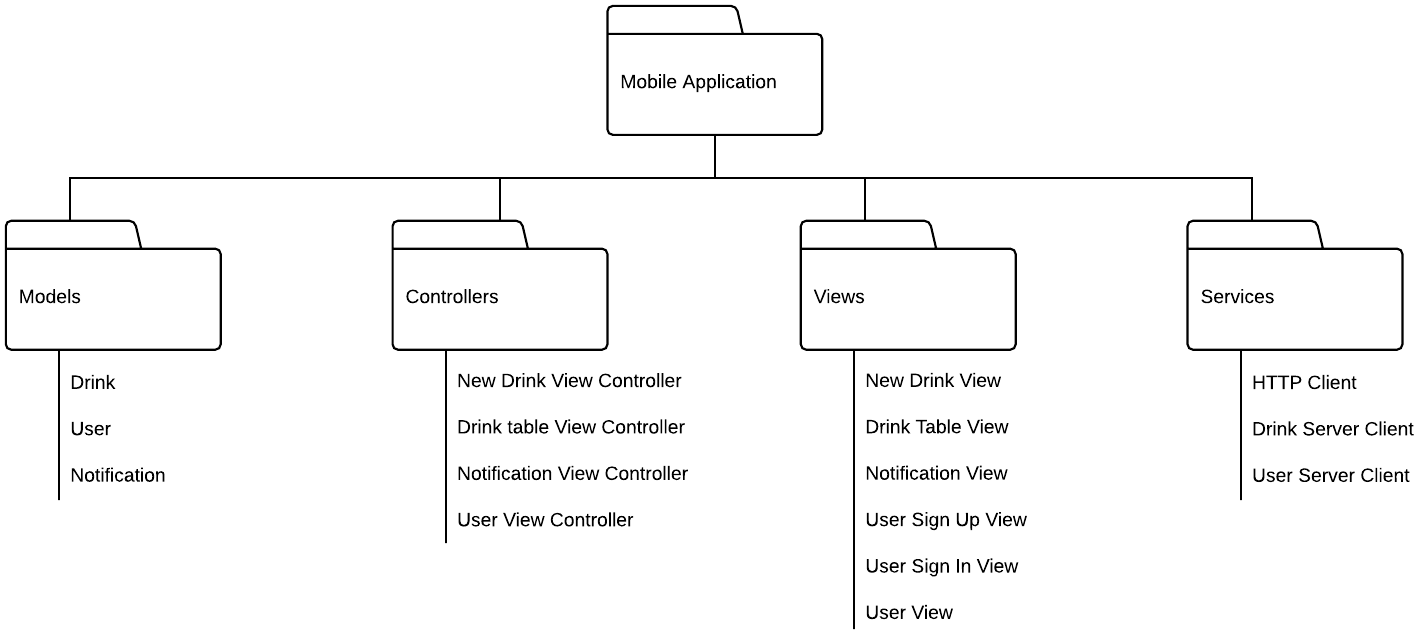 Mobile Application
Models
Drink
User
Notification
Controllers
New Drink View Controller
Drink table View Controller
Notification View Controller
User View Controller
Views
New Drink View
Drink Table View
Notification View
User Sign Up View
User Sign In View
User View
Services
HTTP Client
Drink Server Client
User Server Client